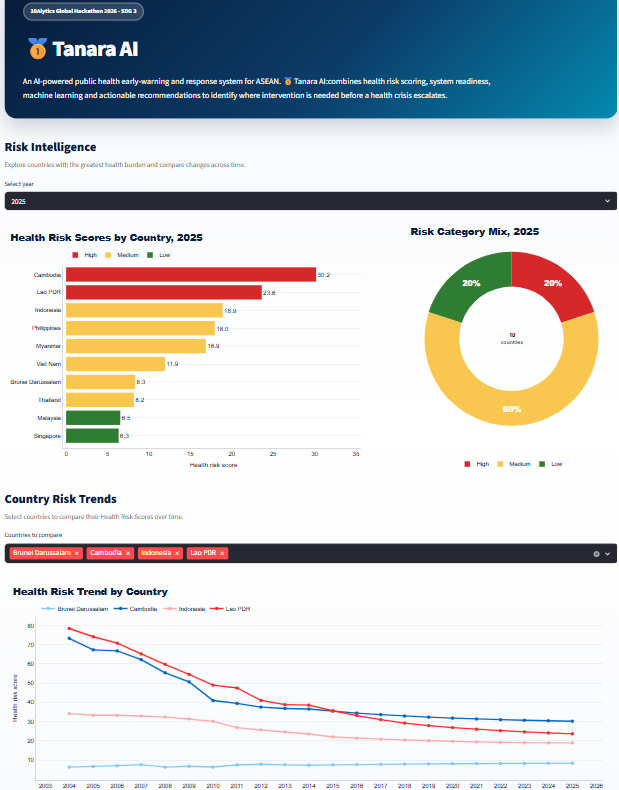 10Alytics Global Hackathon 2026 - SDG 3
Tanara AI
An AI-powered public health early-warning and response system for ASEAN. Tanara AI:combines health risk scoring, system readiness,
machine learning and actionable recommendations to identify where intervention is needed before a health crisis escalates.
Risk Intelligence
Explore countries with the greatest health burden and compare changes across time.
Select year
2025
Health Risk Scores by Country, 2025
High Medium Low
Cambodia 30.2
Lao PDR 23.6
Indonesia 18.9
Philippines 18.0
Myanmar 16.9
Viet Nam 11.9
Brunei Darussalam 8.3
Thailand 8.2
Malaysia 6.5
Singapore 6.3
0 5 10 15 20 25 30 35
Health risk score
Risk Category Mix, 2025
20% 20%
10
countries
60%
High Medium Low
Country Risk Trends
Select countries to compare their Health Risk Scores over time.
Countries to compare
Brunei Darussalam × Cambodia × Indonesia × Lao PDR ×
Health Risk Trend by Country
Brunei Darussalam Cambodia Indonesia Lao PDR
80
70
60
50
40
30
20
10
Health risk score
2003 2004 2005 2006 2007 2008 2009 2010 2011 2012 2013 2014 2015 2016 2017 2018 2019 2020 2021 2022 2023 2024 2025 2026